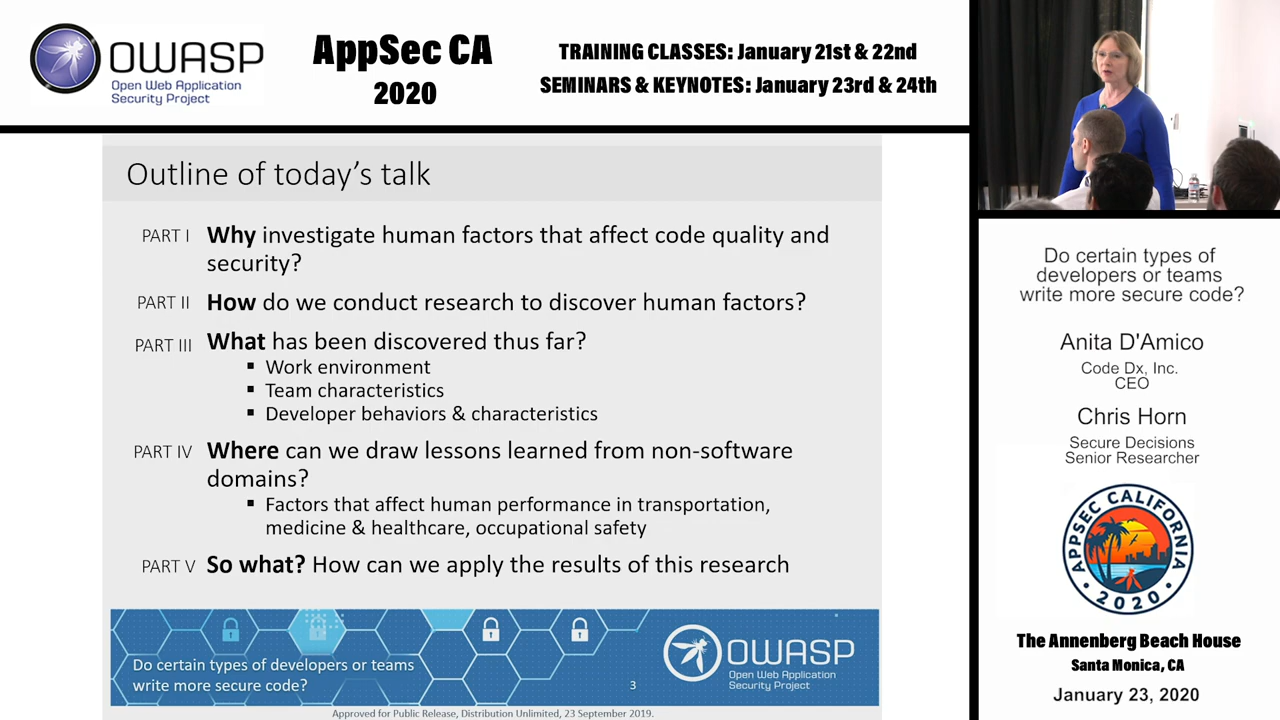 OWASP
Open Web Application
Security Project
AppSec CA
2020
TRAINING CLASSES: January 21st & 22nd
SEMINARS & KEYNOTES: January 23rd & 24th
Outline of today's talk
PART I Why investigate human factors that affect code quality and
security?
PART II How do we conduct research to discover human factors?
PART III What has been discovered thus far?
▪ Work environment
▪ Team characteristics
▪ Developer behaviors & characteristics
PART IV Where can we draw lessons learned from non-software
domains?
▪ Factors that affect human performance in transportation,
medicine & healthcare, occupational safety
PART V So what? How can we apply the results of this research
Do certain types of developers or teams
write more secure code?
3
OWASP
Open Web Application
Security Project
Approved for Public Release, Distribution Unlimited, 23 September 2019.
Do certain types of
developers or teams
write more secure code?
Anita D'Amico
Code Dx, Inc.
CEO
Chris Horn
Secure Decisions
Senior Researcher
APPSEC CALIFORNIA
• 2020 •
The Annenberg Beach House
Santa Monica, CA
January 23, 2020